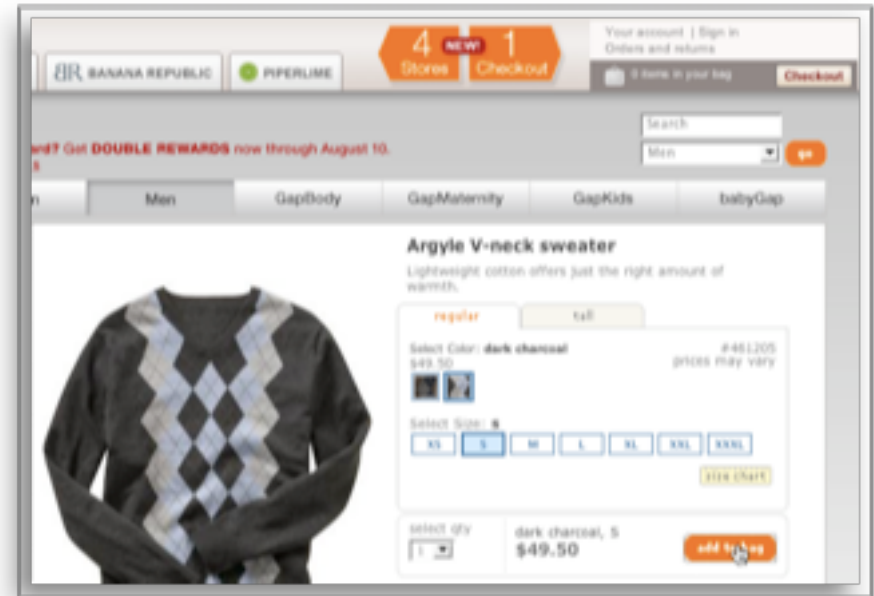 4 Stores NEW! 1 Checkout
Your account | Sign in
Orders and returns
BR BANANA REPUBLIC
PIPERLIME
0 items in your bag
Checkout
Search
Got DOUBLE REWARDS now through August 10.
Men
go
Men
GapBody
GapMaternity
GapKids
babyGap
Argyle V-neck sweater
Lightweight cotton offers just the right amount of
warmth.
regular
tall
Select Color: dark charcoal
#461205
$49.50
prices may vary
Select Size: S
XS S M L XL XXL XXXL
size chart
select qty
dark charcoal, S
1
$49.50
add to bag